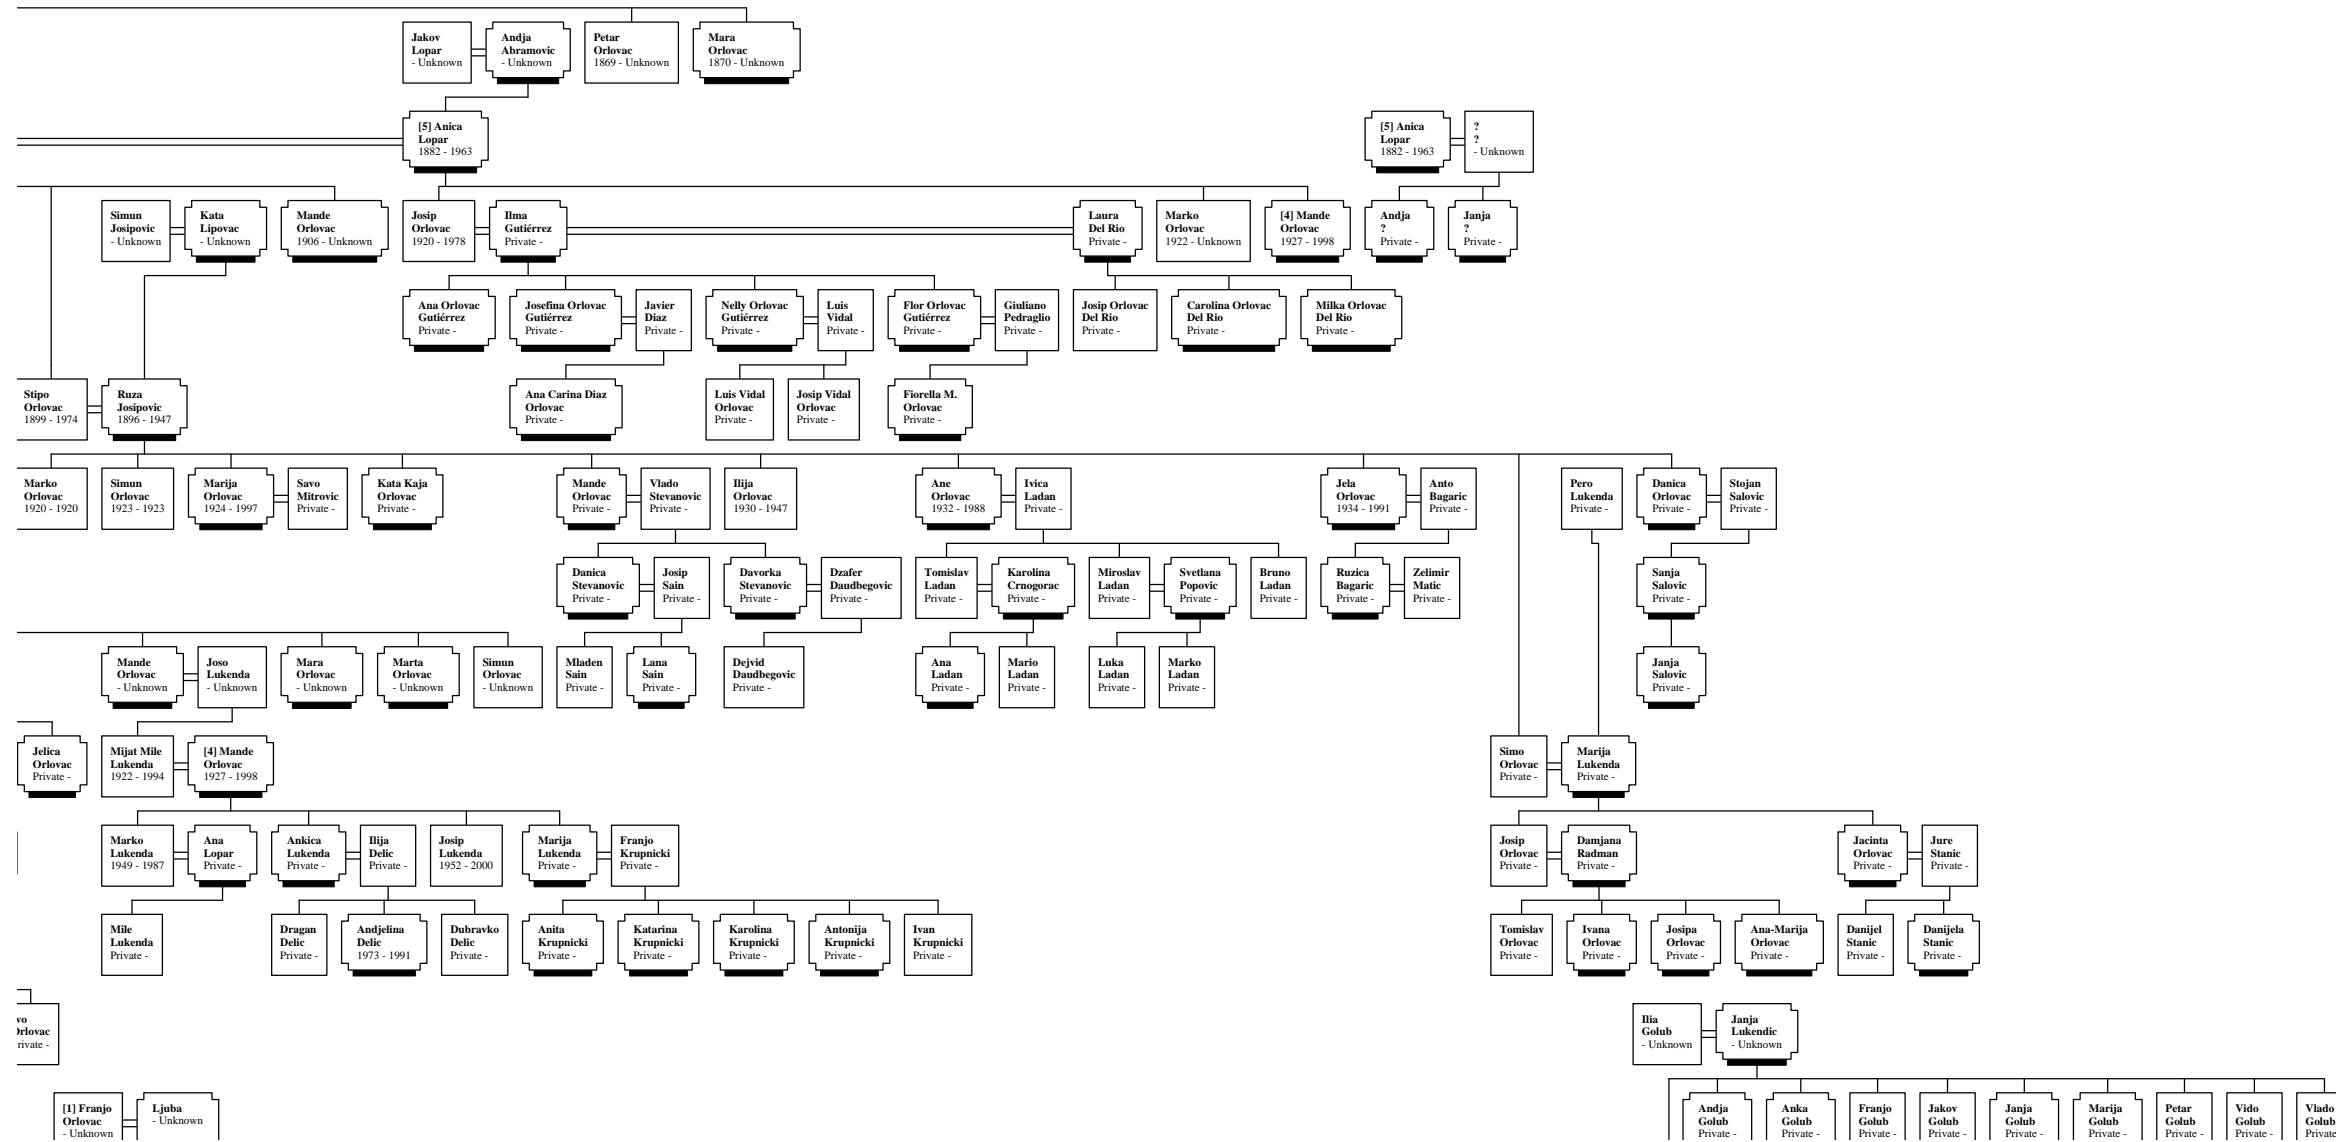 Jakov
Lopar
- Unknown
Andja
Abramovic
- Unknown
Petar
Orlovac
1869 - Unknown
Mara
Orlovac
1870 - Unknown
[5] Anica
Lopar
1882 - 1963
[5] Anica
Lopar
1882 - 1963
?
?
- Unknown
Simun
Josipovic
- Unknown
Kata
Lipovac
- Unknown
Mande
Orlovac
1906 - Unknown
Josip
Orlovac
1920 - 1978
Ilma
Gutiérrez
Private -
Laura
Del Rio
Private -
Marko
Orlovac
1922 - Unknown
[4] Mande
Orlovac
1927 - 1998
Andja
?
Private -
Janja
?
Private -
Ana Orlovac
Gutiérrez
Private -
Josefina Orlovac
Gutiérrez
Private -
Javier
Diaz
Private -
Nelly Orlovac
Gutiérrez
Private -
Luis
Vidal
Private -
Flor Orlovac
Gutiérrez
Private -
Giuliano
Pedraglio
Private -
Josip Orlovac
Del Rio
Private -
Carolina Orlovac
Del Rio
Private -
Milka Orlovac
Del Rio
Private -
Stipo
Orlovac
1899 - 1974
Ruza
Josipovic
1896 - 1947
Ana Carina Diaz
Orlovac
Private -
Luis Vidal
Orlovac
Private -
Josip Vidal
Orlovac
Private -
Fiorella M.
Orlovac
Private -
Marko
Orlovac
1920 - 1920
Simun
Orlovac
1923 - 1923
Marija
Orlovac
1924 - 1997
Savo
Mitrovic
Private -
Kata Kaja
Orlovac
Private -
Mande
Orlovac
Private -
Vlado
Stevanovic
Private -
Ilija
Orlovac
1930 - 1947
Ane
Orlovac
1932 - 1988
Ivica
Ladan
Private -
Jela
Orlovac
1934 - 1991
Anto
Bagaric
Private -
Pero
Lukenda
Private -
Danica
Orlovac
Private -
Stojan
Salovic
Private -
Danica
Stevanovic
Private -
Josip
Sain
Private -
Davorka
Stevanovic
Private -
Dzafer
Daudbegovic
Private -
Tomislav
Ladan
Private -
Karolina
Crnogorac
Private -
Miroslav
Ladan
Private -
Svetlana
Popovic
Private -
Bruno
Ladan
Private -
Ruzica
Bagaric
Private -
Zelimir
Matic
Private -
Sanja
Salovic
Private -
Mande
Orlovac
- Unknown
Joso
Lukenda
- Unknown
Mara
Orlovac
- Unknown
Marta
Orlovac
- Unknown
Simun
Orlovac
- Unknown
Mladen
Sain
Private -
Lana
Sain
Private -
Dejvid
Daudbegovic
Private -
Ana
Ladan
Private -
Mario
Ladan
Private -
Luka
Ladan
Private -
Marko
Ladan
Private -
Janja
Salovic
Private -
Jelica
Orlovac
Private -
Mijat Mile
Lukenda
1922 - 1994
[4] Mande
Orlovac
1927 - 1998
Simo
Orlovac
Private -
Marija
Lukenda
Private -
Marko
Lukenda
1949 - 1987
Ana
Lopar
Private -
Ankica
Lukenda
Private -
Ilija
Delic
Private -
Josip
Lukenda
1952 - 2000
Marija
Lukenda
Private -
Franjo
Krupnicki
Private -
Josip
Orlovac
Private -
Damjana
Radman
Private -
Jacinta
Orlovac
Private -
Jure
Stanic
Private -
Mile
Lukenda
Private -
Dragan
Delic
Private -
Andjelina
Delic
1973 - 1991
Dubravko
Delic
Private -
Anita
Krupnicki
Private -
Katarina
Krupnicki
Private -
Karolina
Krupnicki
Private -
Antonija
Krupnicki
Private -
Ivan
Krupnicki
Private -
Tomislav
Orlovac
Private -
Ivana
Orlovac
Private -
Josipa
Orlovac
Private -
Ana-Marija
Orlovac
Private -
Danijel
Stanic
Private -
Danijela
Stanic
Private -
vo
Orlovac
rivate -
Ilia
Golub
- Unknown
Janja
Lukendic
- Unknown
[1] Franjo
Orlovac
- Unknown
Ljuba
- Unknown
Andja
Golub
Private -
Anka
Golub
Private -
Franjo
Golub
Private -
Jakov
Golub
Private -
Janja
Golub
Private -
Marija
Golub
Private -
Petar
Golub
Private -
Vido
Golub
Private -
Vlado
Golub
Private